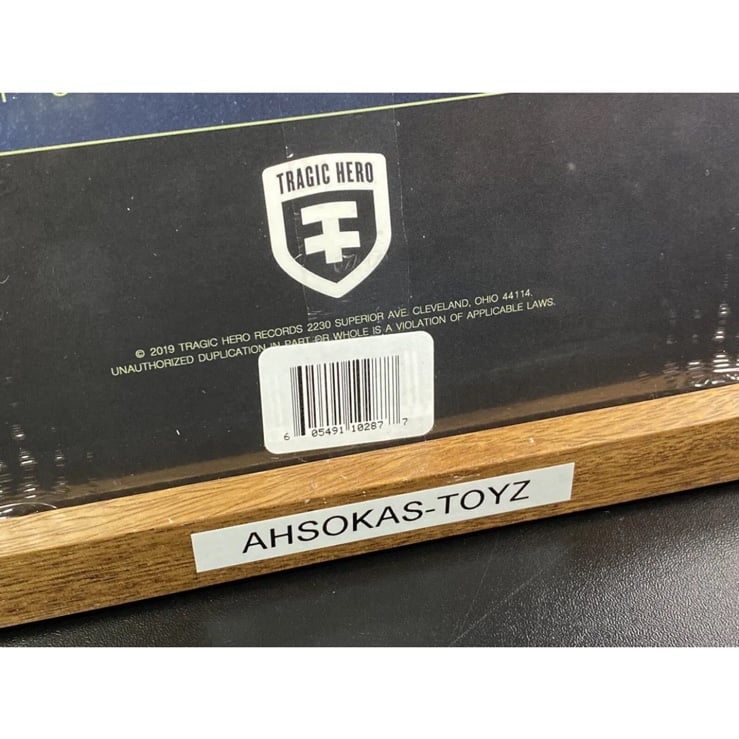 TRAGIC HERO
© 2019 TRAGIC HERO RECORDS 2230 SUPERIOR AVE. CLEVELAND, OHIO 44114.
UNAUTHORIZED DUPLICATION IN PART OR WHOLE IS A VIOLATION OF APPLICABLE LAWS.
6 05491 10287 7
AHSOKAS-TOYZ